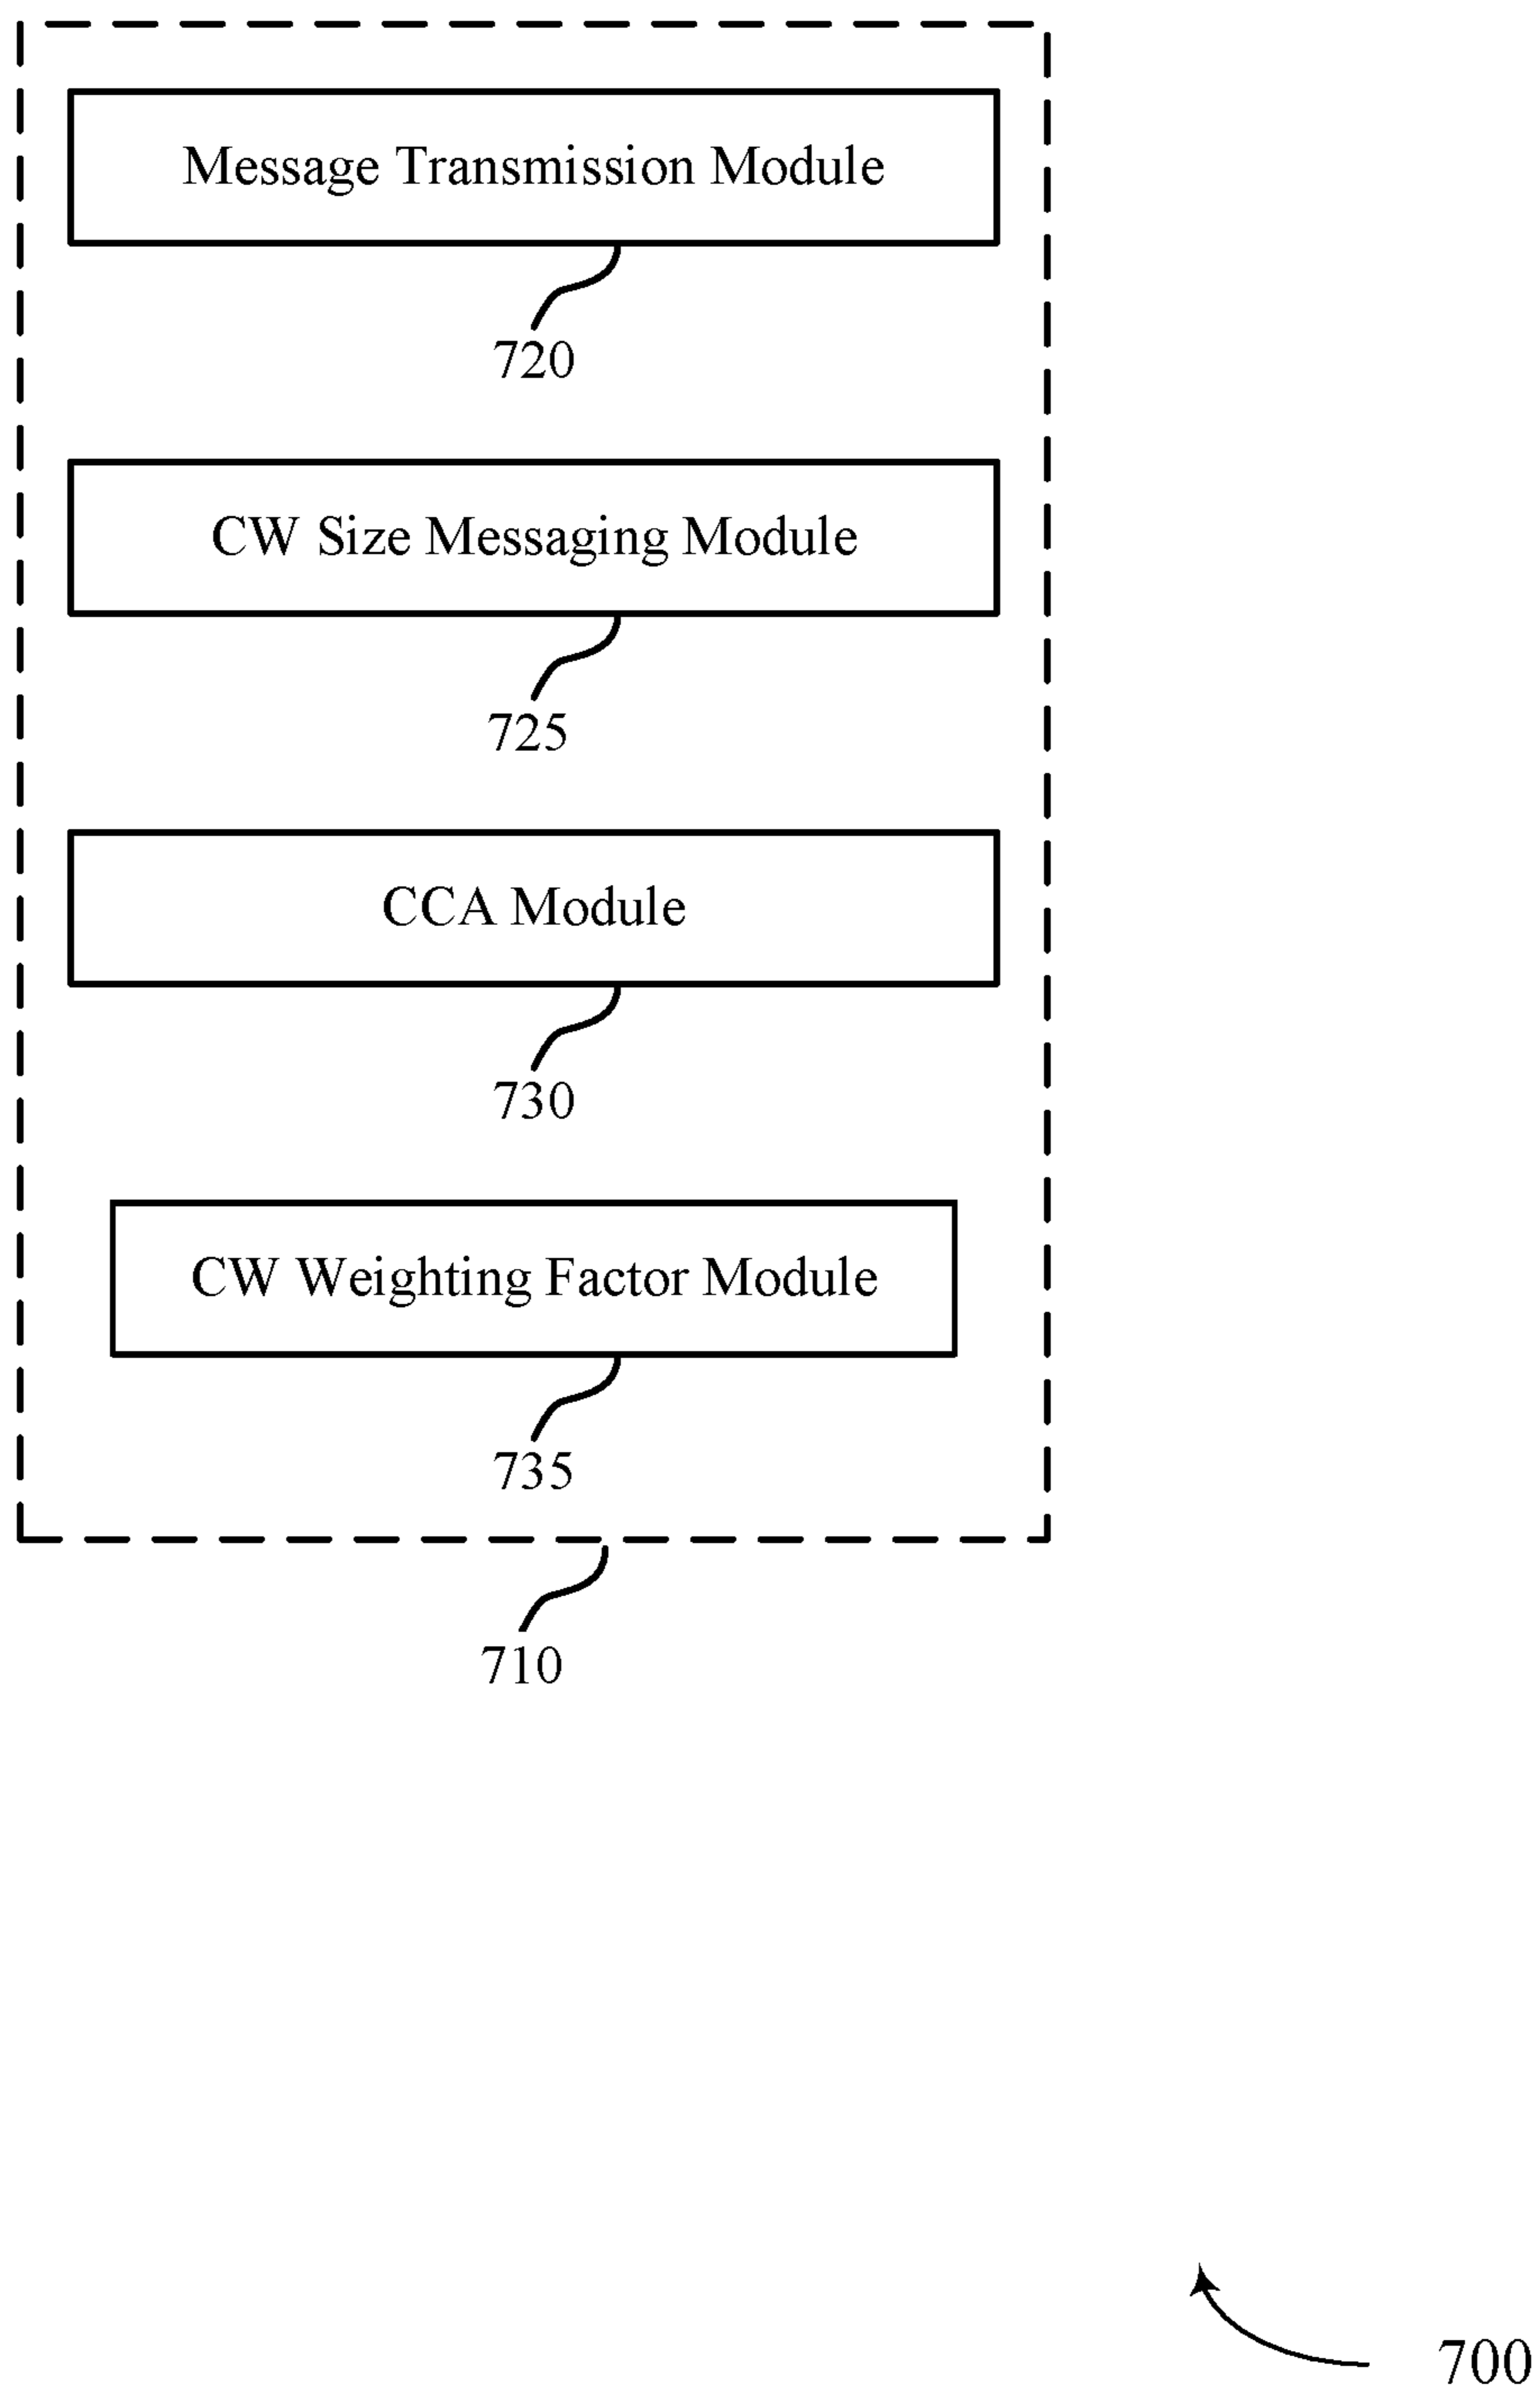 Message Transmission Module
720
CW Size Messaging Module
725
CCA Module
730
CW Weighting Factor Module
735
710
700